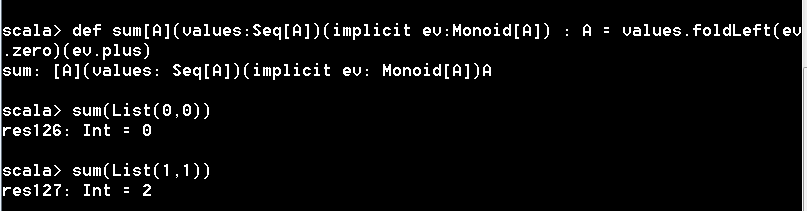 scala> def sum[A](values:Seq[A])(implicit ev:Monoid[A]) : A = values.foldLeft(ev
.zero)(ev.plus)
sum: [A](values: Seq[A])(implicit ev: Monoid[A])A
scala> sum(List(0,0))
res126: Int = 0
scala> sum(List(1,1))
res127: Int = 2